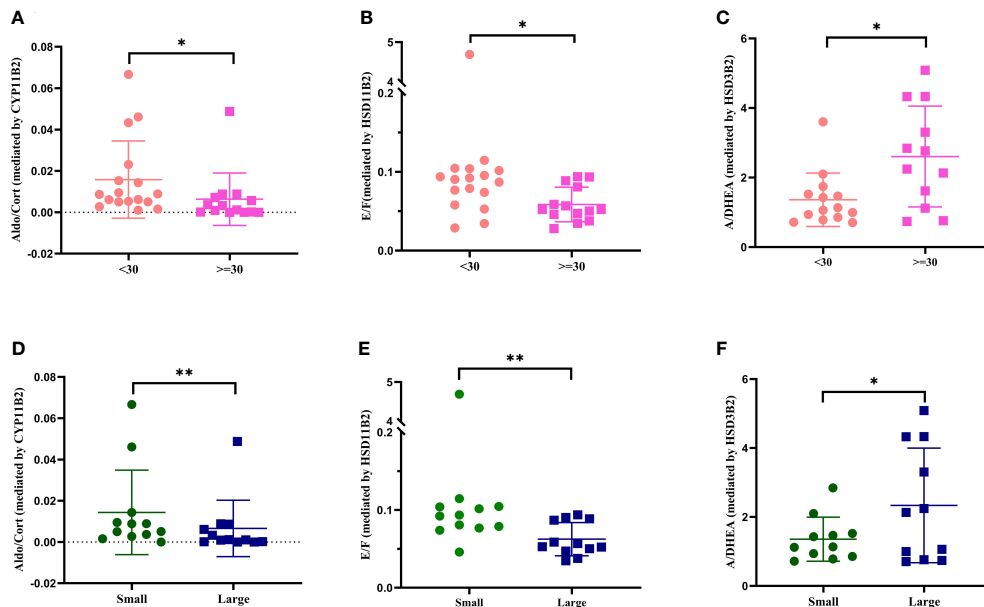 A
Aldo/Cort (mediated by CYP11B2)
0.08
0.06
0.04
0.02
0.00
-0.02
*
<30
>=30
B
E/F(mediated by HSD11B2)
5
4
0.2
0.1
0.0
*
<30
>=30
C
A/DHEA (mediated by HSD3B2)
6
4
2
0
*
<30
>=30
D
Aldo/Cort (mediated by CYP11B2)
0.08
0.06
0.04
0.02
0.00
-0.02
**
Small
Large
E
E/F (mediated by HSD11B2)
5
4
0.2
0.1
0.0
**
Small
Large
F
A/DHEA (mediated by HSD3B2)
6
4
2
0
*
Small
Large